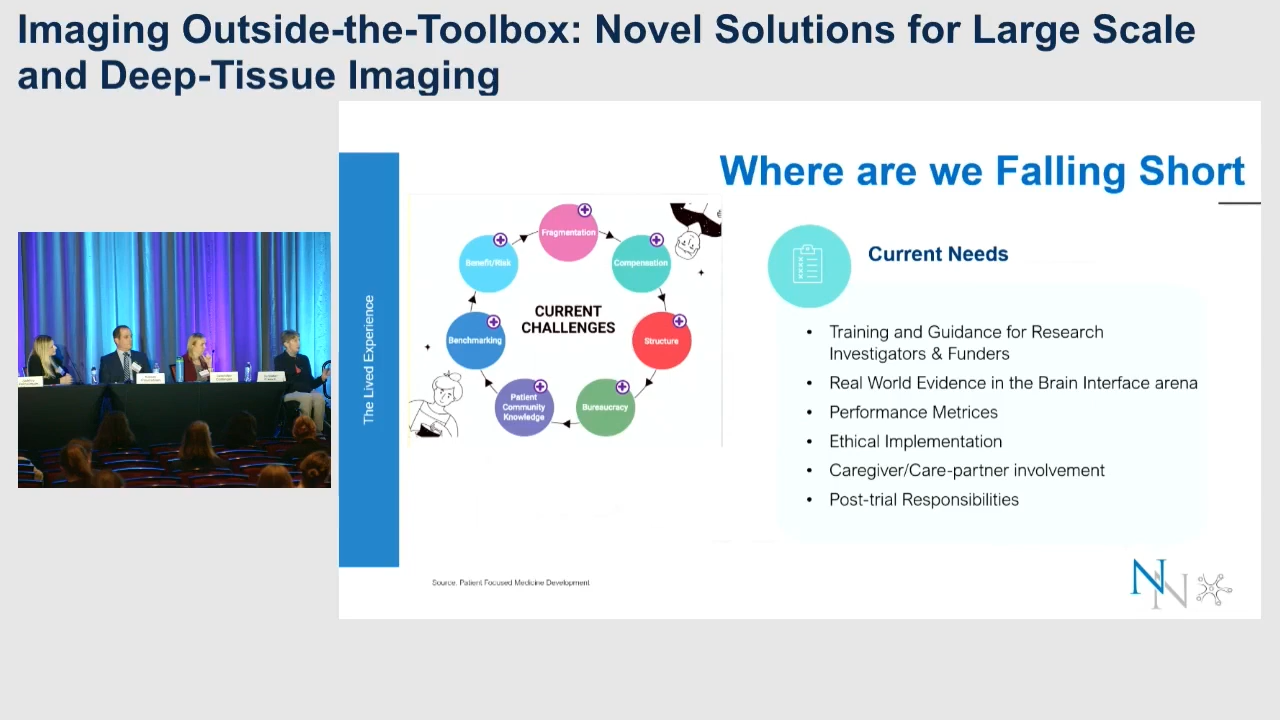 Imaging Outside-the-Toolbox: Novel Solutions for Large Scale
and Deep-Tissue Imaging
Where are we Falling Short
The Lived Experience
Fragmentation
Benefit/Risk
Compensation
CURRENT
CHALLENGES
Benchmarking
Structure
Patient
Community
Knowledge
Bureaucracy
Current Needs
• Training and Guidance for Research
Investigators & Funders
• Real World Evidence in the Brain Interface arena
• Performance Metrices
• Ethical Implementation
• Caregiver/Care-partner involvement
• Post-trial Responsibilities
Source: Patient Focused Medicine Development
NN